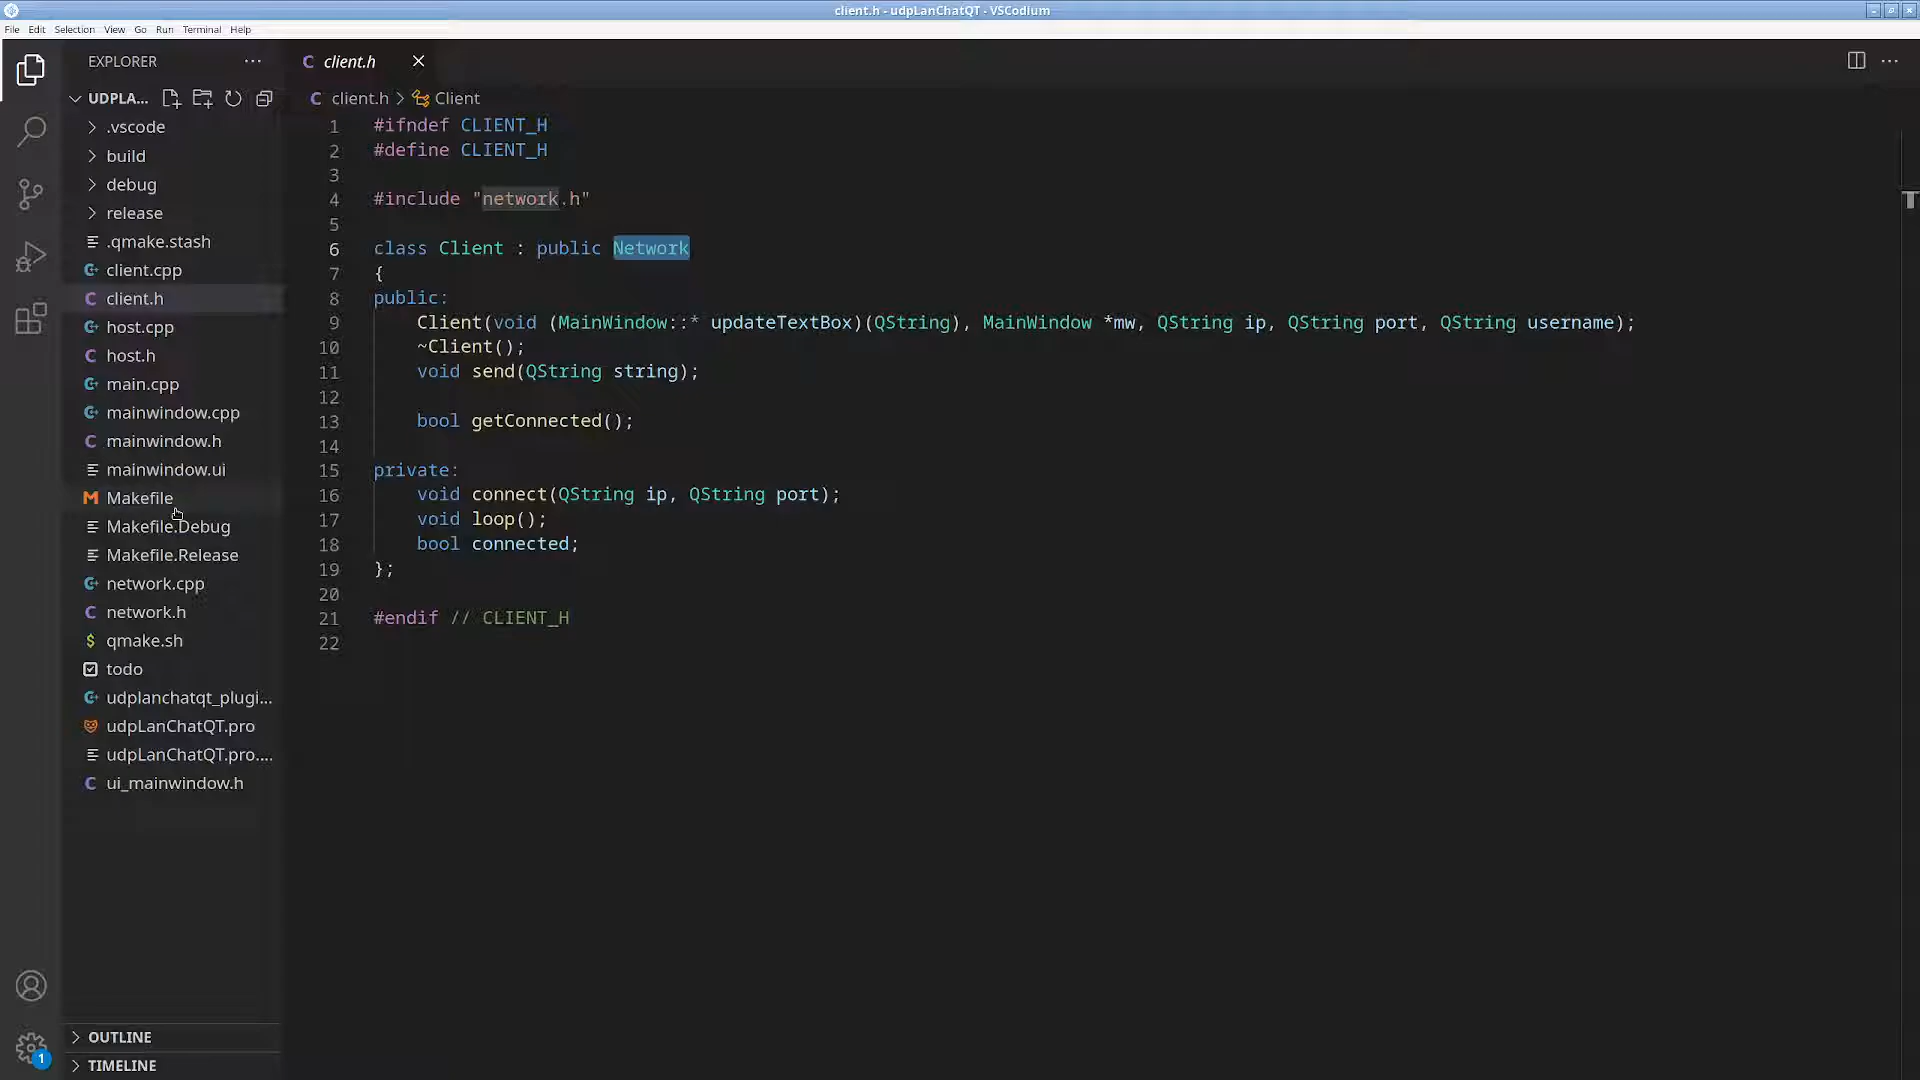 client.h - udpLanChatQT - VSCodium
File Edit Selection View Go Run Terminal Help
EXPLORER
UDPLA...
.vscode
build
debug
release
.qmake.stash
client.cpp
client.h
host.cpp
host.h
main.cpp
mainwindow.cpp
mainwindow.h
mainwindow.ui
Makefile
Makefile.Debug
Makefile.Release
network.cpp
network.h
qmake.sh
todo
udplanchatqt_plugi...
udpLanChatQT.pro
udpLanChatQT.pro....
ui_mainwindow.h
OUTLINE
TIMELINE
1
client.h
client.h > Client
1 #ifndef CLIENT_H
2 #define CLIENT_H
3
4 #include "network.h"
5
6 class Client : public Network
7 {
8 public:
9 Client(void (MainWindow::* updateTextBox)(QString), MainWindow *mw, QString ip, QString port, QString username);
10 ~Client();
11 void send(QString string);
12
13 bool getConnected();
14
15 private:
16 void connect(QString ip, QString port);
17 void loop();
18 bool connected;
19 };
20
21 #endif // CLIENT_H
22